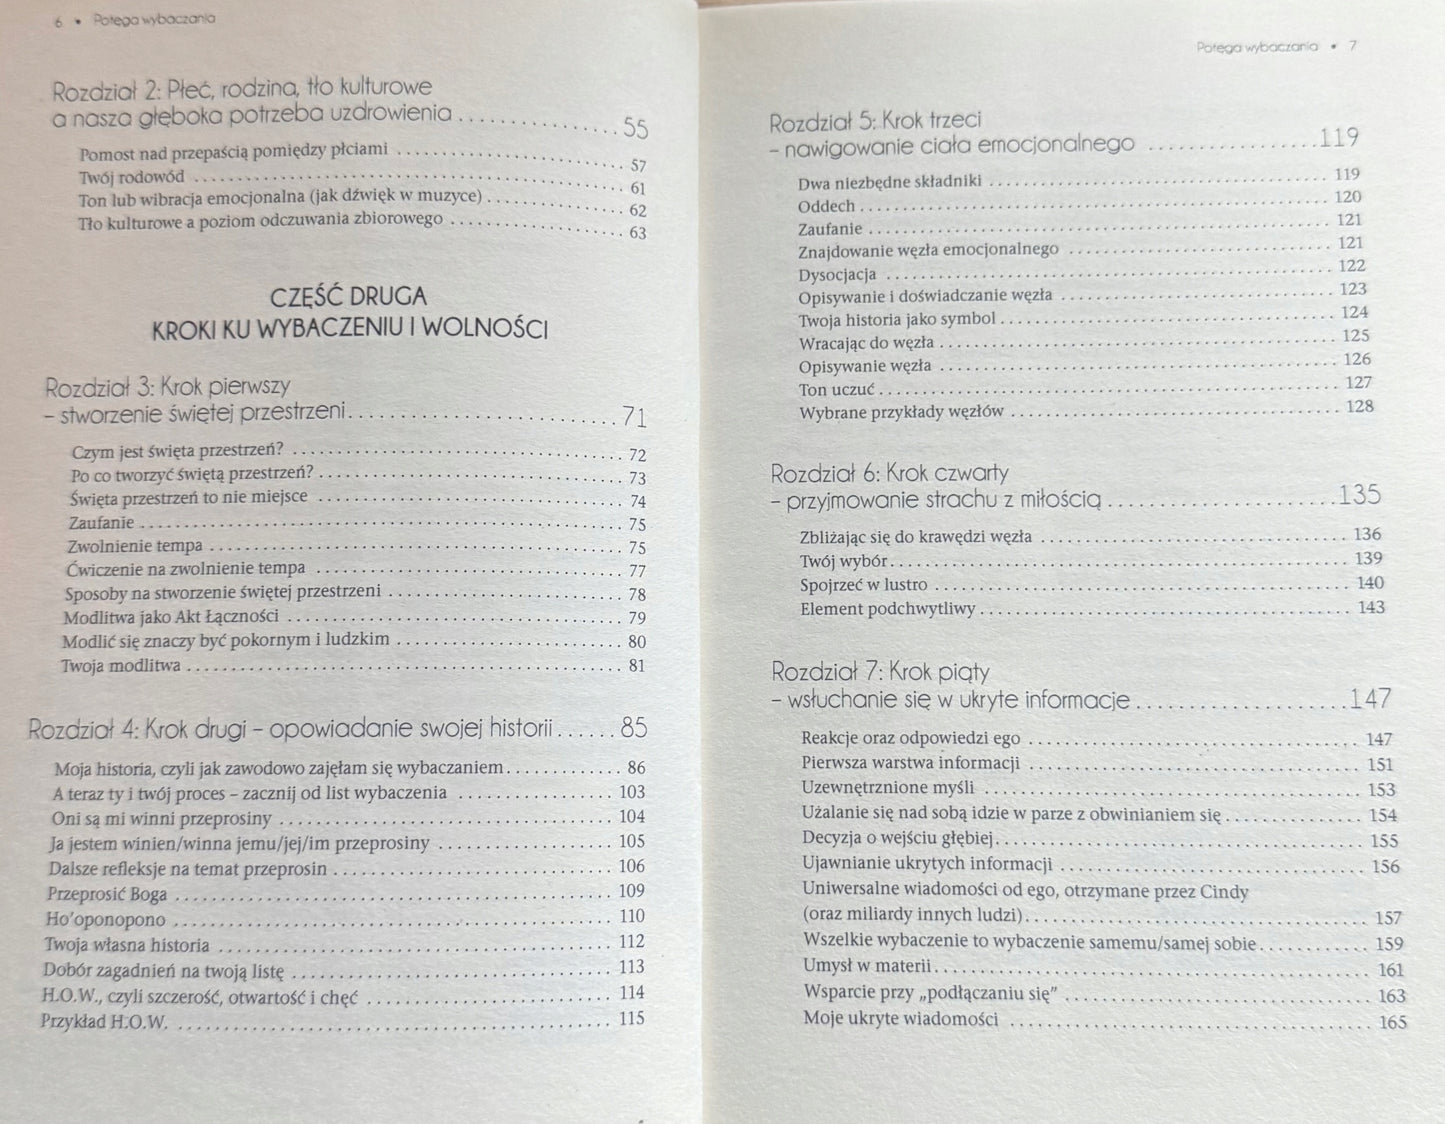 6 • Potęga wybaczania
Rozdział 2: Płeć, rodzina, tło kulturowe
a nasza głęboka potrzeba uzdrowienia . . . . . . . . . . . . . . . . . 55
Pomost nad przepaścią pomiędzy płciami . . . . . . . . . . . . . . . . . 57
Twój rodowód . . . . . . . . . . . . . . . . . 61
Ton lub wibracja emocjonalna (jak dźwięk w muzyce) . . . . . . . . . . . . . . . . . 62
Tło kulturowe a poziom odczuwania zbiorowego . . . . . . . . . . . . . . . . . 63
CZĘŚĆ DRUGA
KROKI KU WYBACZENIU I WOLNOŚCI
Rozdział 3: Krok pierwszy
– stworzenie świętej przestrzeni . . . . . . . . . . . . . . . . . 71
Czym jest święta przestrzeń? . . . . . . . . . . . . . . . . . 72
Po co tworzyć świętą przestrzeń? . . . . . . . . . . . . . . . . . 73
Święta przestrzeń to nie miejsce . . . . . . . . . . . . . . . . . 74
Zaufanie . . . . . . . . . . . . . . . . . 75
Zwolnienie tempa . . . . . . . . . . . . . . . . . 75
Ćwiczenie na zwolnienie tempa . . . . . . . . . . . . . . . . . 77
Sposoby na stworzenie świętej przestrzeni . . . . . . . . . . . . . . . . . 78
Modlitwa jako Akt Łączności . . . . . . . . . . . . . . . . . 79
Modlić się znaczy być pokornym i ludzkim . . . . . . . . . . . . . . . . . 80
Twoja modlitwa . . . . . . . . . . . . . . . . . 81
Rozdział 4: Krok drugi – opowiadanie swojej historii . . . . . . 85
Moja historia, czyli jak zawodowo zajęłam się wybaczaniem . . . . . . . . . . . . 86
A teraz ty i twój proces – zacznij od list wybaczenia . . . . . . . . . . . . . . . . . 103
Oni są mi winni przeprosiny . . . . . . . . . . . . . . . . . 104
Ja jestem winien/winna jemu/jej/im przeprosiny . . . . . . . . . . . . . . . . . 105
Dalsze refleksje na temat przeprosin . . . . . . . . . . . . . . . . . 106
Przeprosić Boga . . . . . . . . . . . . . . . . . 109
Ho'oponopono . . . . . . . . . . . . . . . . . 110
Twoja własna historia . . . . . . . . . . . . . . . . . 112
Dobór zagadnień na twoją listę . . . . . . . . . . . . . . . . . 113
H.O.W., czyli szczerość, otwartość i chęć . . . . . . . . . . . . . . . . . 114
Przykład H.O.W. . . . . . . . . . . . . . . . . . 115
Potęga wybaczania • 7
Rozdział 5: Krok trzeci
– nawigowanie ciała emocjonalnego . . . . . . . . . . . . . . . . . 119
Dwa niezbędne składniki . . . . . . . . . . . . . . . . . 119
Oddech . . . . . . . . . . . . . . . . . 120
Zaufanie . . . . . . . . . . . . . . . . . 121
Znajdowanie węzła emocjonalnego . . . . . . . . . . . . . . . . . 121
Dysocjacja . . . . . . . . . . . . . . . . . 122
Opisywanie i doświadczanie węzła . . . . . . . . . . . . . . . . . 123
Twoja historia jako symbol . . . . . . . . . . . . . . . . . 124
Wracając do węzła . . . . . . . . . . . . . . . . . 125
Opisywanie węzła . . . . . . . . . . . . . . . . . 126
Ton uczuć . . . . . . . . . . . . . . . . . 127
Wybrane przykłady węzłów . . . . . . . . . . . . . . . . . 128
Rozdział 6: Krok czwarty
– przyjmowanie strachu z miłością . . . . . . . . . . . . . . . . . 135
Zbliżając się do krawędzi węzła . . . . . . . . . . . . . . . . . 136
Twój wybór . . . . . . . . . . . . . . . . . 139
Spojrzeć w lustro . . . . . . . . . . . . . . . . . 140
Element podchwytliwy . . . . . . . . . . . . . . . . . 143
Rozdział 7: Krok piąty
– wsłuchanie się w ukryte informacje . . . . . . . . . . . . . . . . . 147
Reakcje oraz odpowiedzi ego . . . . . . . . . . . . . . . . . 147
Pierwsza warstwa informacji . . . . . . . . . . . . . . . . . 151
Uzewnętrznione myśli . . . . . . . . . . . . . . . . . 153
Użalanie się nad sobą idzie w parze z obwinianiem się . . . . . . . . . . . . . . 154
Decyzja o wejściu głębiej . . . . . . . . . . . . . . . . . 155
Ujawnianie ukrytych informacji . . . . . . . . . . . . . . . . . 156
Uniwersalne wiadomości od ego, otrzymane przez Cindy
(oraz miliardy innych ludzi) . . . . . . . . . . . . . . . . . 157
Wszelkie wybaczenie to wybaczenie samemu/samej sobie . . . . . . . . . . . 159
Umysł w materii . . . . . . . . . . . . . . . . . 161
Wsparcie przy „podłączaniu się” . . . . . . . . . . . . . . . . . 163
Moje ukryte wiadomości . . . . . . . . . . . . . . . . . 165